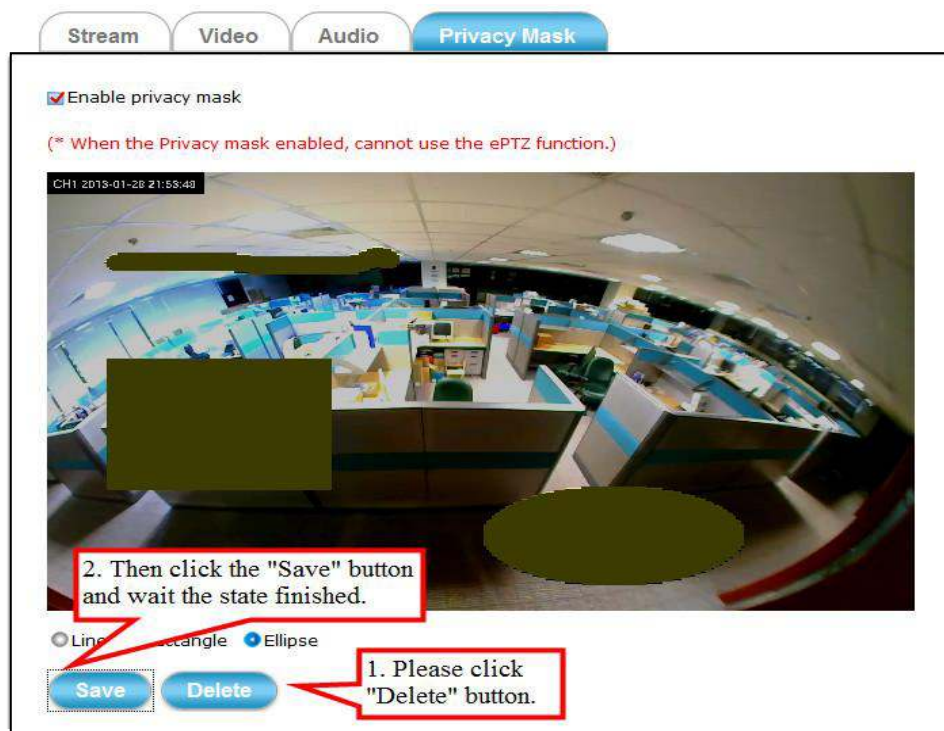 Stream Video Audio Privacy Mask
Enable privacy mask
(* When the Privacy mask enabled, cannot use the ePTZ function.)
CH1 2013-01-28 21:53:48
2. Then click the "Save" button
and wait the state finished.
Line ctangle Ellipse
1. Please click
"Delete" button.
Save Delete